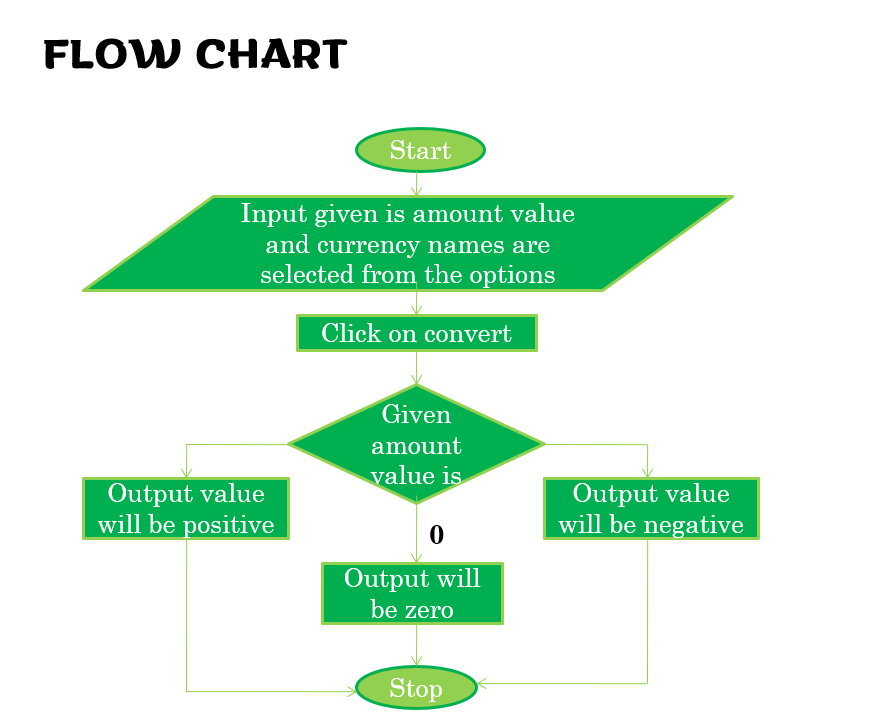 FLOW CHART
Start
Input given is amount value
and currency names are
selected from the options
Click on convert
Given
amount
value is
Output value
will be positive
Output value
will be negative
0
Output will
be zero
Stop